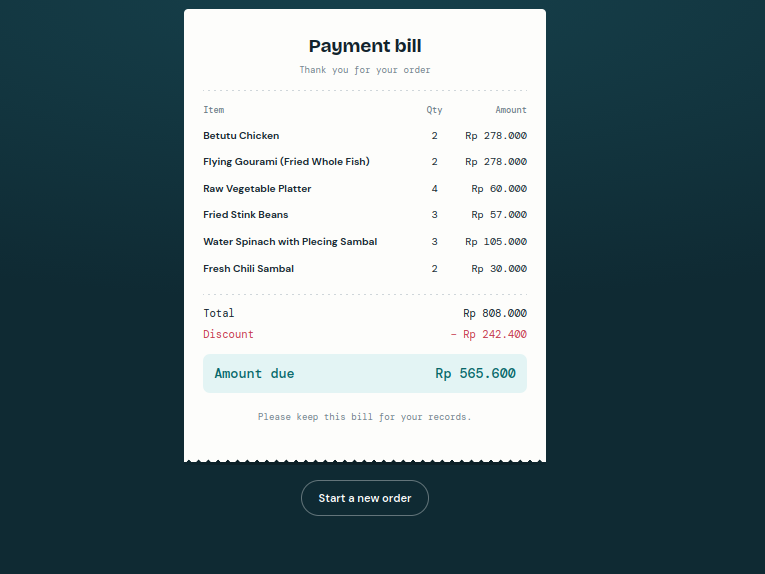 Payment bill
Thank you for your order
Item Qty Amount
Betutu Chicken 2 Rp 278.000
Flying Gourami (Fried Whole Fish) 2 Rp 278.000
Raw Vegetable Platter 4 Rp 60.000
Fried Stink Beans 3 Rp 57.000
Water Spinach with Plecing Sambal 3 Rp 105.000
Fresh Chili Sambal 2 Rp 30.000
Total Rp 808.000
Discount − Rp 242.400
Amount due Rp 565.600
Please keep this bill for your records.
Start a new order